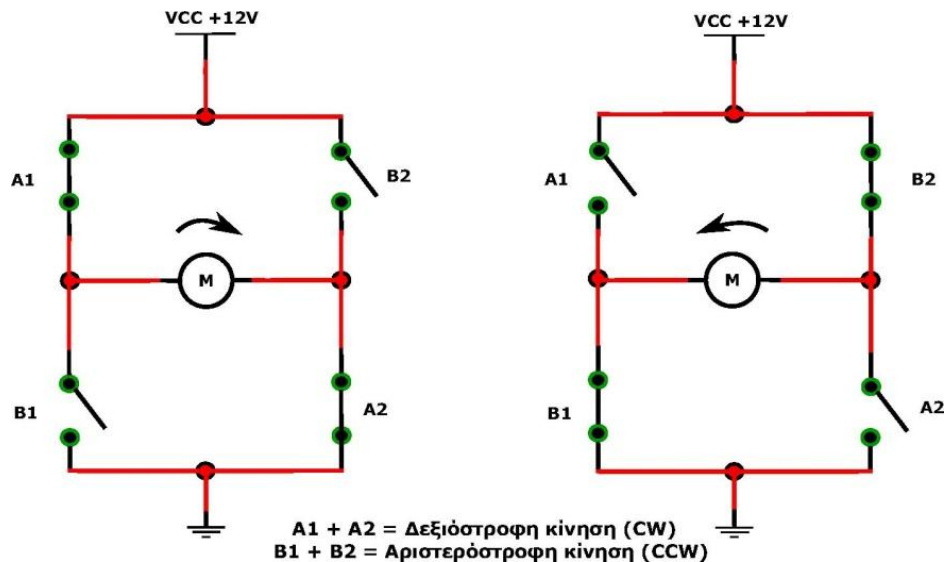 VCC +12V
A1
B2
M
B1
A2
VCC +12V
A1
B2
M
B1
A2
A1 + A2 = Δεξιόστροφη κίνηση (CW)
B1 + B2 = Αριστερόστροφη κίνηση (CCW)